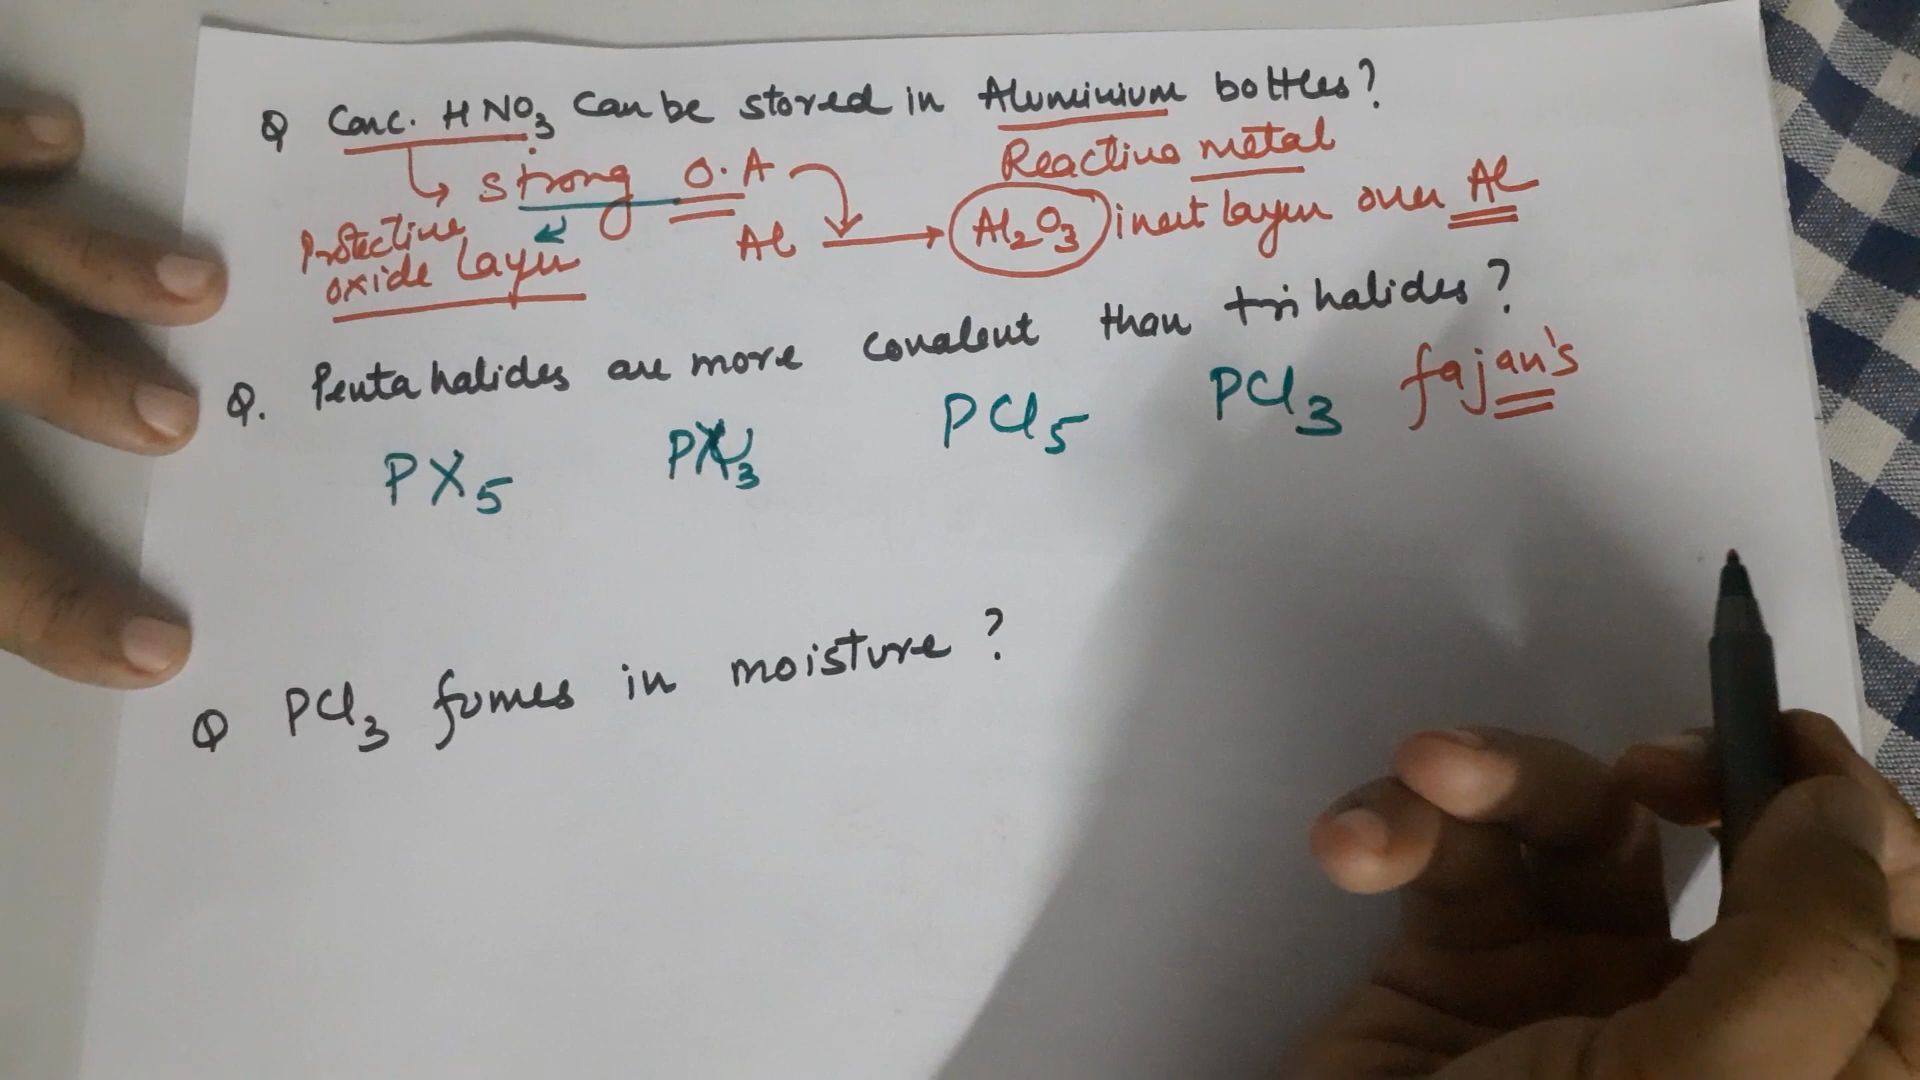 Q Conc. HNO3 can be stored in Aluminium bottles?
Reactive metal
strong O.A
Protective oxide layer
Al → Al2O3 inert layer over Al
Q. Penta halides are more covalent than tri halides?
PX5 PX3 PCl5 PCl3 fajan's
Q PCl3 fumes in moisture?